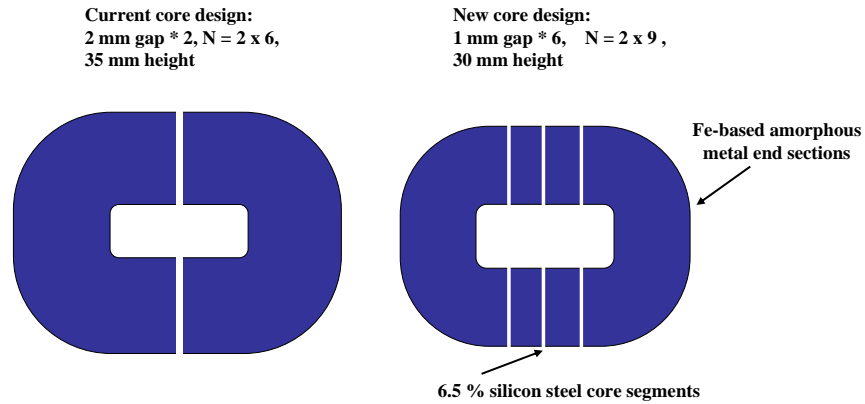 Current core design:
2 mm gap * 2, N = 2 x 6,
35 mm height
New core design:
1 mm gap * 6, N = 2 x 9 ,
30 mm height
Fe-based amorphous
metal end sections
6.5 % silicon steel core segments